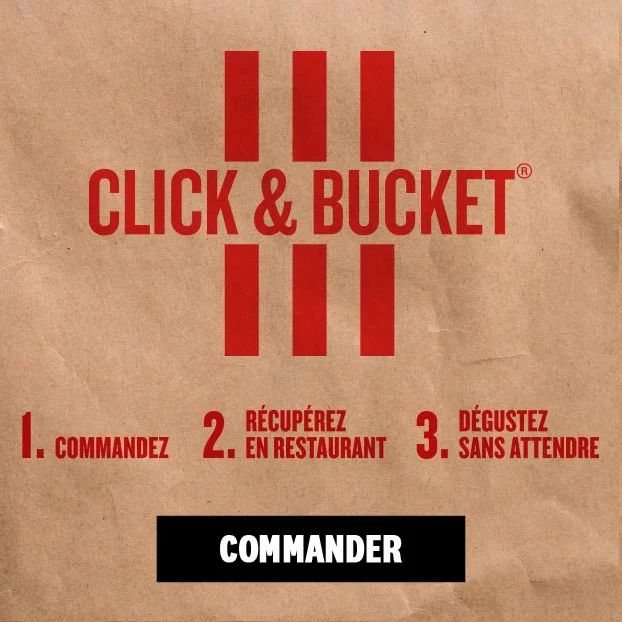 CLICK & BUCKET®
1. COMMANDEZ
2. RÉCUPÉREZ
EN RESTAURANT
3. DÉGUSTEZ
SANS ATTENDRE
COMMANDER